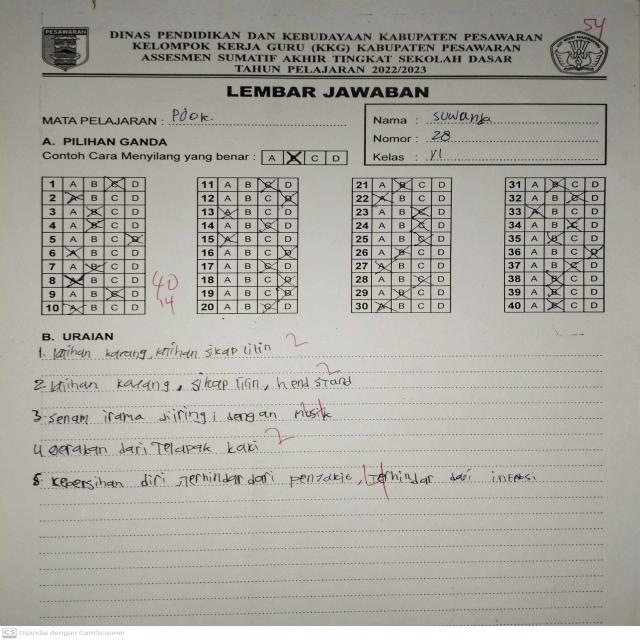 54
PESAWARAN
DINAS PENDIDIKAN DAN KEBUDAYAAN KABUPATEN PESAWARAN
KELOMPOK KERJA GURU (KKG) KABUPATEN PESAWARAN
ASSESMEN SUMATIF AKHIR TINGKAT SEKOLAH DASAR
TAHUN PELAJARAN 2022/2023
LEMBAR JAWABAN
MATA PELAJARAN : PJOK.
Nama :
Nomor : 28
Kelas : VI
A. PILIHAN GANDA
Contoh Cara Menyilang yang benar : A B C D
1 A B C D 11 A B C D 21 A B C D 31 A B C D
2 A B C D 12 A B C D 22 A B C D 32 A B C D
3 A B C D 13 A B C D 23 A B C D 33 A B C D
4 A B C D 14 A B C D 24 A B C D 34 A B C D
5 A B C D 15 A B C D 25 A B C D 35 A B C D
6 A B C D 16 A B C D 26 A B C D 36 A B C D
7 A B C D 17 A B C D 27 A B C D 37 A B C D
8 A B C D 18 A B C D 28 A B C D 38 A B C D
9 A B C D 19 A B C D 29 A B C D 39 A B C D
10 A B C D 20 A B C D 30 A B C D 40 A B C D
40
14
B. URAIAN
1. latihan karang, latihan sikap lilin 2
2. latihan karang, sikap lilin, hend stand 2
3. senam irama diiringi dengan musik 4
4. gerakan dari Telapak kaki 2
5. kebersihan diri, Terhindar dari penyakit, 4 Terhindar dari
CS Dipindai dengan CamScanner